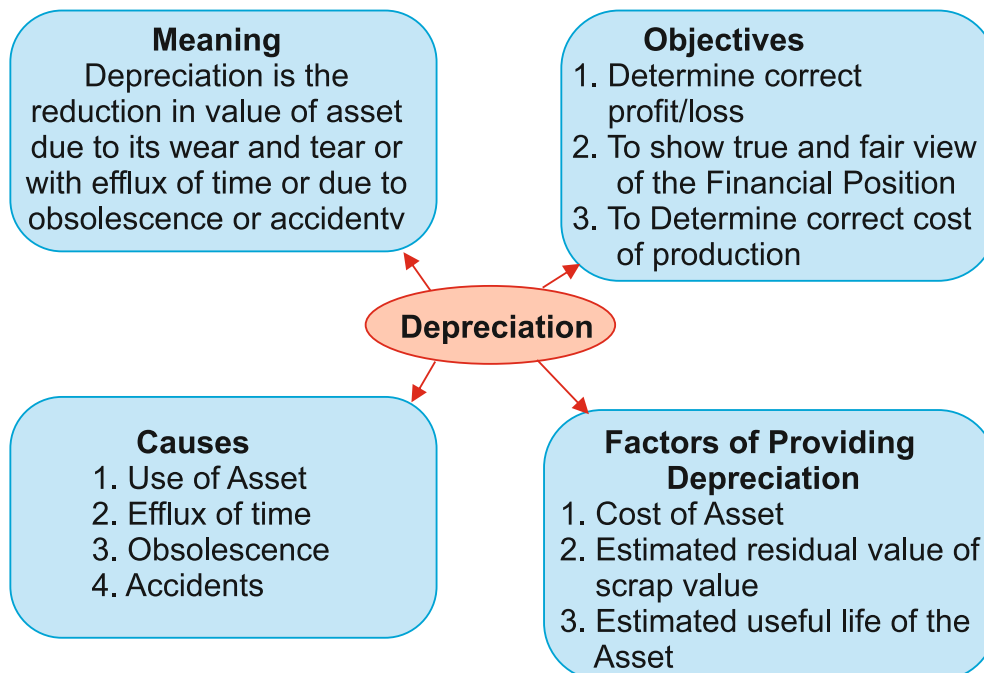 Meaning
Depreciation is the
reduction in value of asset
due to its wear and tear or
with efflux of time or due to
obsolescence or accidentv
Objectives
1. Determine correct
profit/loss
2. To show true and fair view
of the Financial Position
3. To Determine correct cost
of production
Depreciation
Causes
1. Use of Asset
2. Efflux of time
3. Obsolescence
4. Accidents
Factors of Providing
Depreciation
1. Cost of Asset
2. Estimated residual value of
scrap value
3. Estimated useful life of the
Asset